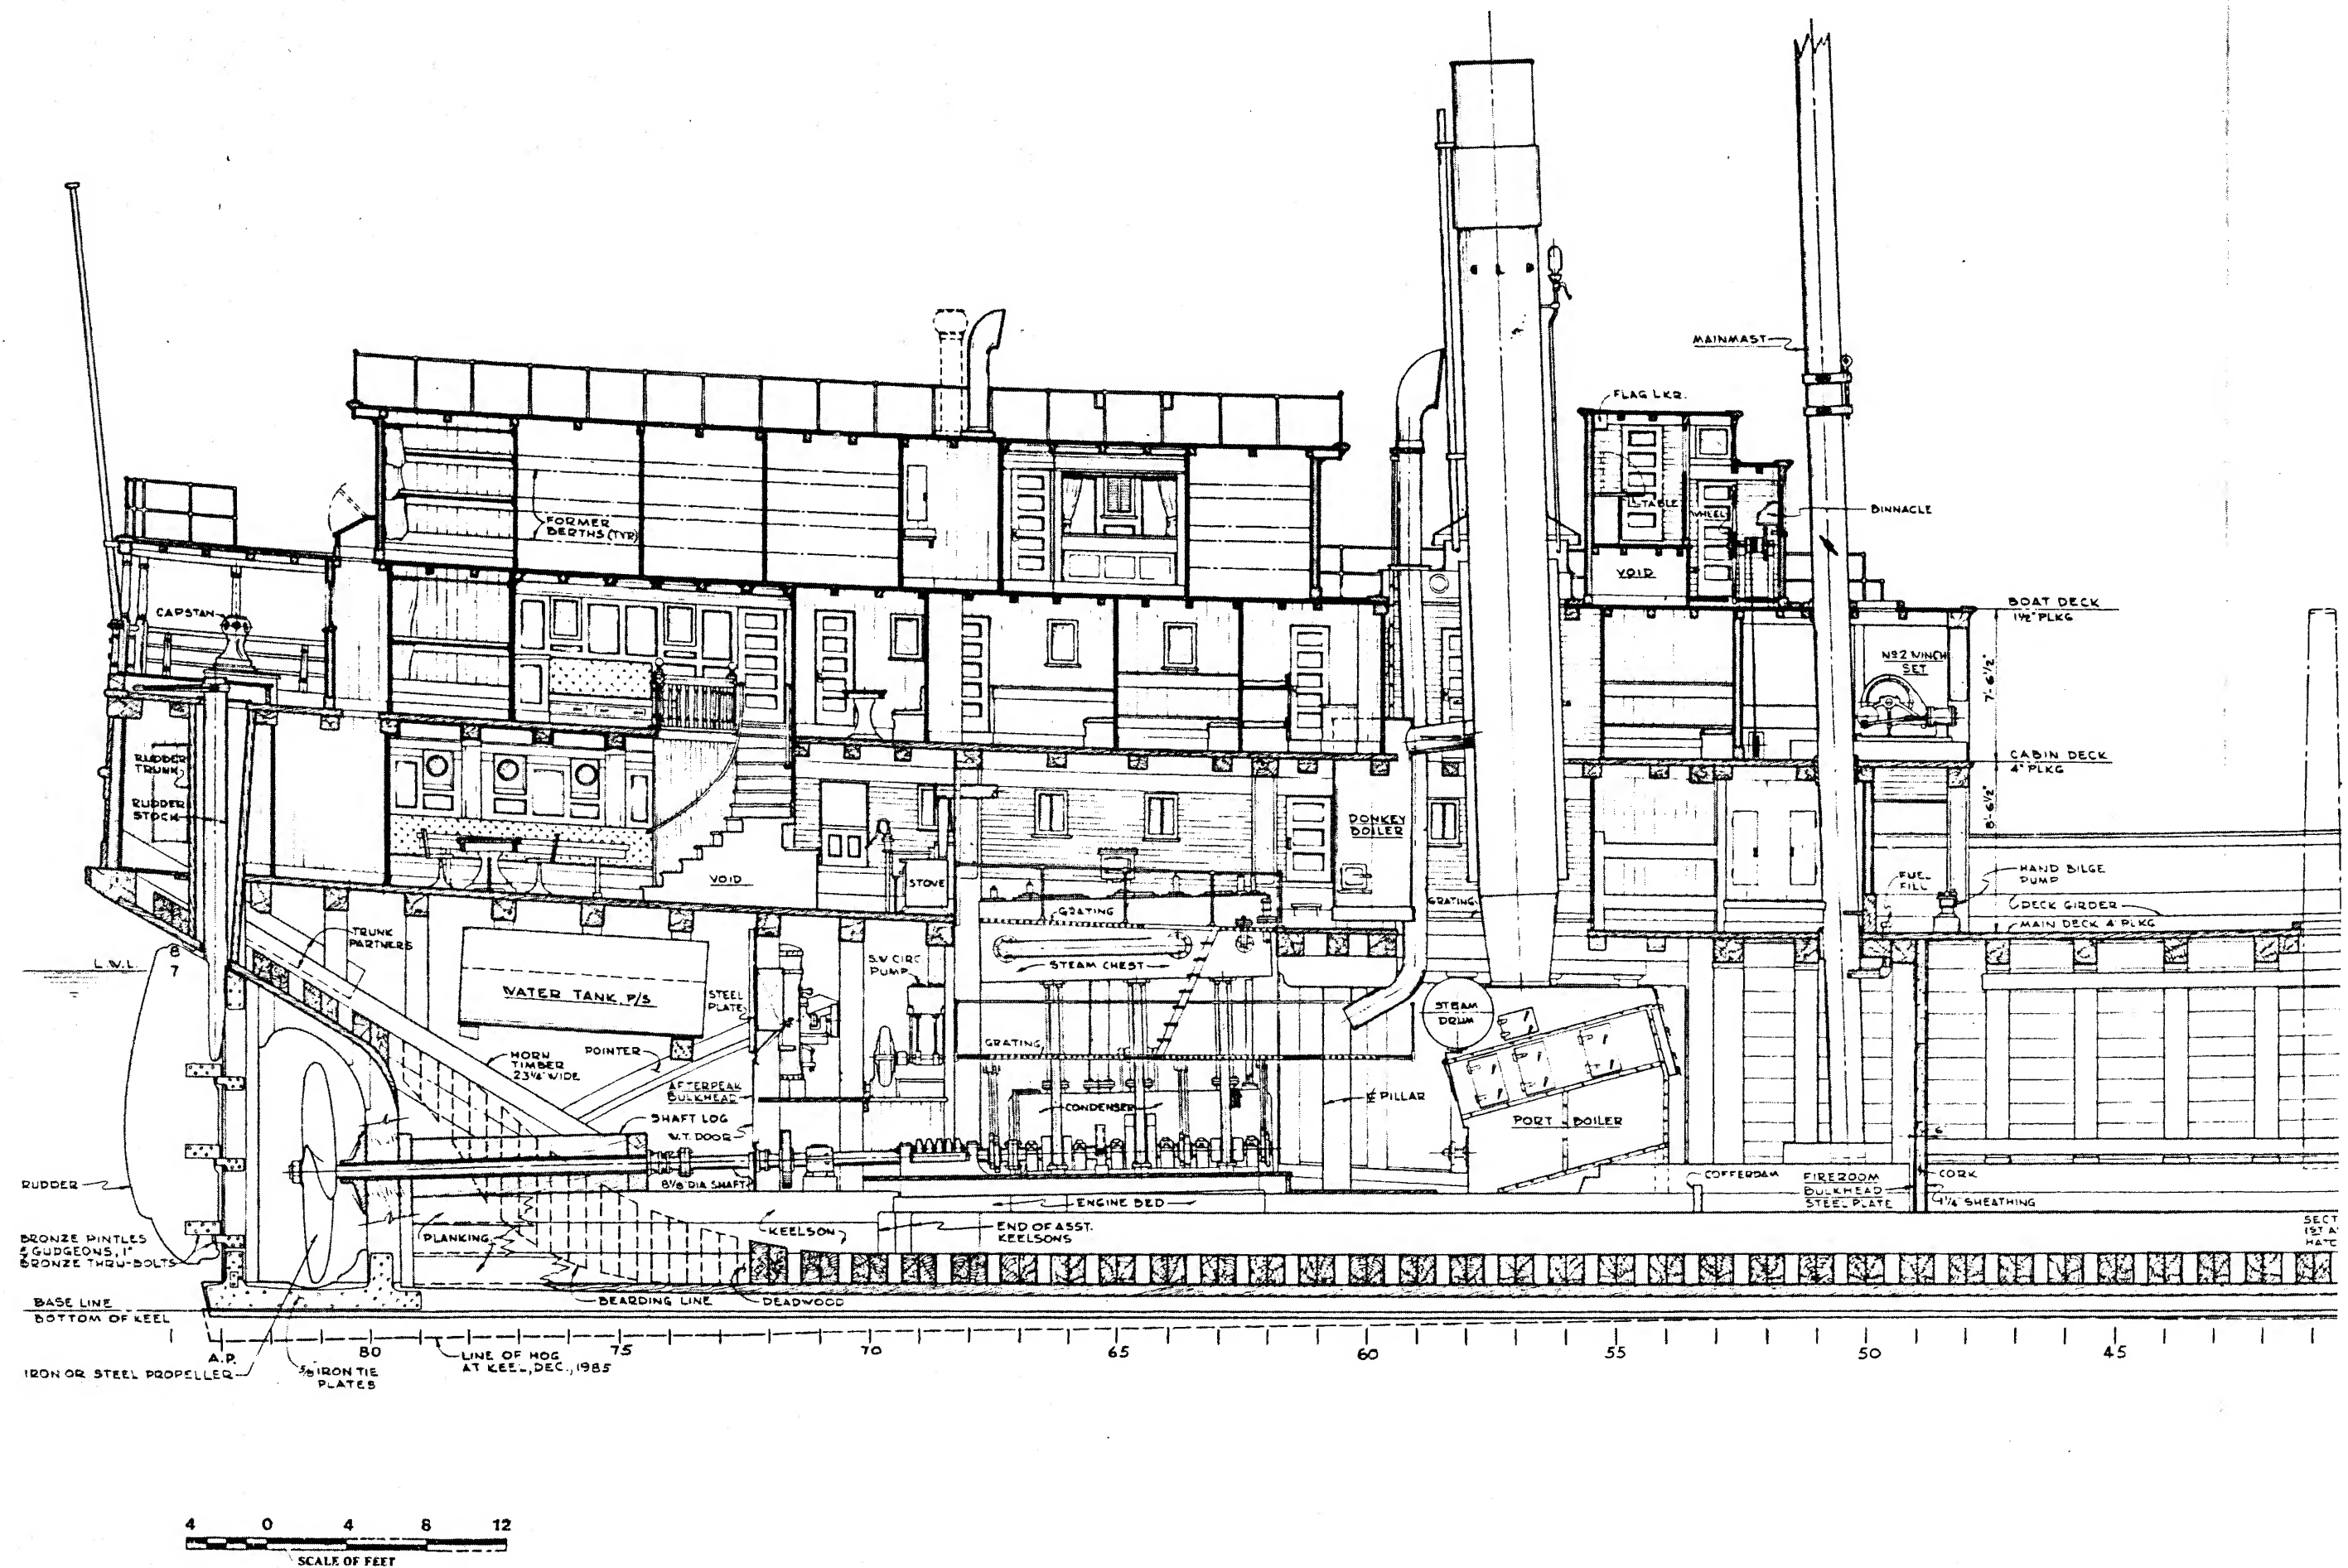 MAINMAST
FLAG LKR.
TABLE
WHEEL
BINNACLE
VOID
FORMER
BERTHS (TYP)
CAPSTAN
BOAT DECK
1½" PLKG
Nº2 WINCH
SET
7'-6½"
CABIN DECK
4" PLKG
8'-6½"
RUDDER
TRUNK
RUDDER
STOCK
DONKEY
BOILER
VOID
STOVE
FUEL
FILL
HAND BILGE
PUMP
DECK GIRDER
MAIN DECK 4" PLKG
GRATING
GRATING
TRUNK
PARTNERS
8
7
L.W.L.
S.W CIRC
PUMP
STEAM CHEST
WATER TANK, P/S
STEEL
PLATE
STEAM
DRUM
GRATING
HORN
TIMBER
23¼" WIDE
POINTER
AFTERPEAK
BULKHEAD
CONDENSER
℄ PILLAR
PORT BOILER
SHAFT LOG
W.T. DOOR
8⅛" DIA SHAFT
RUDDER
COFFERDAM
FIREROOM
BULKHEAD
STEEL PLATE
CORK
1¼" SHEATHING
ENGINE BED
KEELSON
END OF ASST.
KEELSONS
PLANKING
BRONZE PINTLES
& GUDGEONS, 1"
BRONZE THRU-BOLTS
SECT
1ST A
HATC
BEARDING LINE
DEADWOOD
BASE LINE
BOTTOM OF KEEL
A.P.
80
75
70
65
60
55
50
45
LINE OF HOG
AT KEEL, DEC., 1985
IRON OR STEEL PROPELLER
IRON TIE
PLATES
4 0 4 8 12
SCALE OF FEET